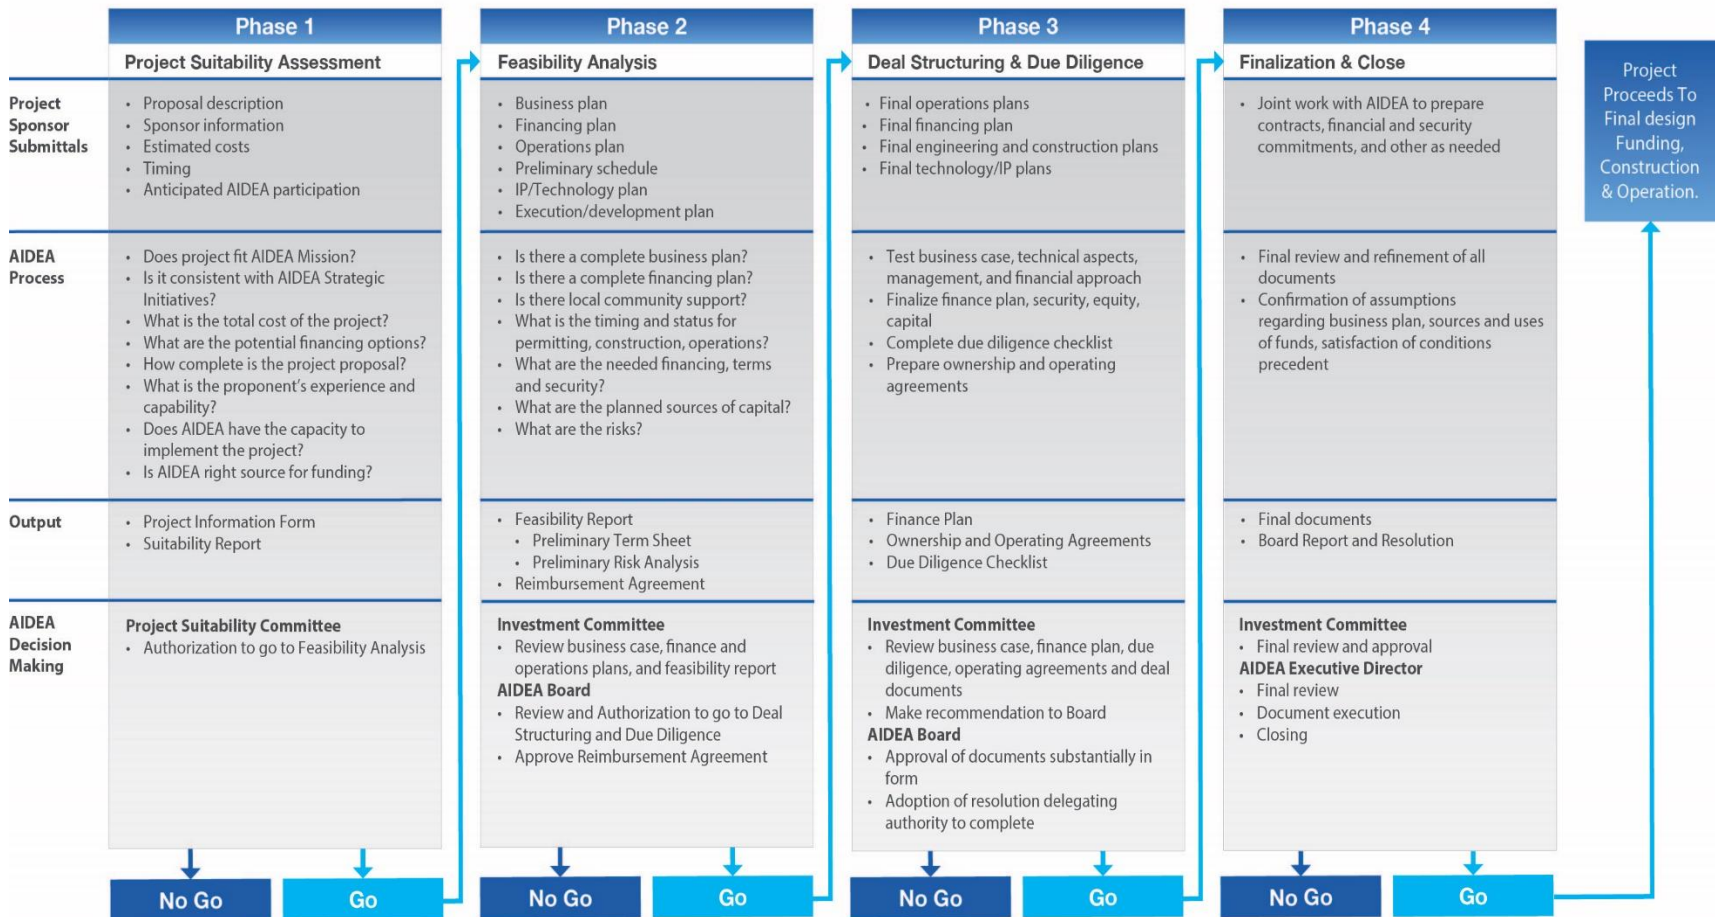 Phase 1
Project Suitability Assessment
Phase 2
Feasibility Analysis
Phase 3
Deal Structuring & Due Diligence
Phase 4
Finalization & Close
Project
Proceeds To
Final design
Funding,
Construction
& Operation.
Project
Sponsor
Submittals
• Proposal description
• Sponsor information
• Estimated costs
• Timing
• Anticipated AIDEA participation
• Business plan
• Financing plan
• Operations plan
• Preliminary schedule
• IP/Technology plan
• Execution/development plan
• Final operations plans
• Final financing plan
• Final engineering and construction plans
• Final technology/IP plans
• Joint work with AIDEA to prepare
contracts, financial and security
commitments, and other as needed
AIDEA
Process
• Does project fit AIDEA Mission?
• Is it consistent with AIDEA Strategic
Initiatives?
• What is the total cost of the project?
• What are the potential financing options?
• How complete is the project proposal?
• What is the proponent's experience and
capability?
• Does AIDEA have the capacity to
implement the project?
• Is AIDEA right source for funding?
• Is there a complete business plan?
• Is there a complete financing plan?
• Is there local community support?
• What is the timing and status for
permitting, construction, operations?
• What are the needed financing, terms
and security?
• What are the planned sources of capital?
• What are the risks?
• Test business case, technical aspects,
management, and financial approach
• Finalize finance plan, security, equity,
capital
• Complete due diligence checklist
• Prepare ownership and operating
agreements
• Final review and refinement of all
documents
• Confirmation of assumptions
regarding business plan, sources and uses
of funds, satisfaction of conditions
precedent
Output
• Project Information Form
• Suitability Report
• Feasibility Report
• Preliminary Term Sheet
• Preliminary Risk Analysis
• Reimbursement Agreement
• Finance Plan
• Ownership and Operating Agreements
• Due Diligence Checklist
• Final documents
• Board Report and Resolution
AIDEA
Decision
Making
Project Suitability Committee
• Authorization to go to Feasibility Analysis
Investment Committee
• Review business case, finance and
operations plans, and feasibility report
AIDEA Board
• Review and Authorization to go to Deal
Structuring and Due Diligence
• Approve Reimbursement Agreement
Investment Committee
• Review business case, finance plan, due
diligence, operating agreements and deal
documents
• Make recommendation to Board
AIDEA Board
• Approval of documents substantially in
form
• Adoption of resolution delegating
authority to complete
Investment Committee
• Final review and approval
AIDEA Executive Director
• Final review
• Document execution
• Closing
No Go
Go
No Go
Go
No Go
Go
No Go
Go